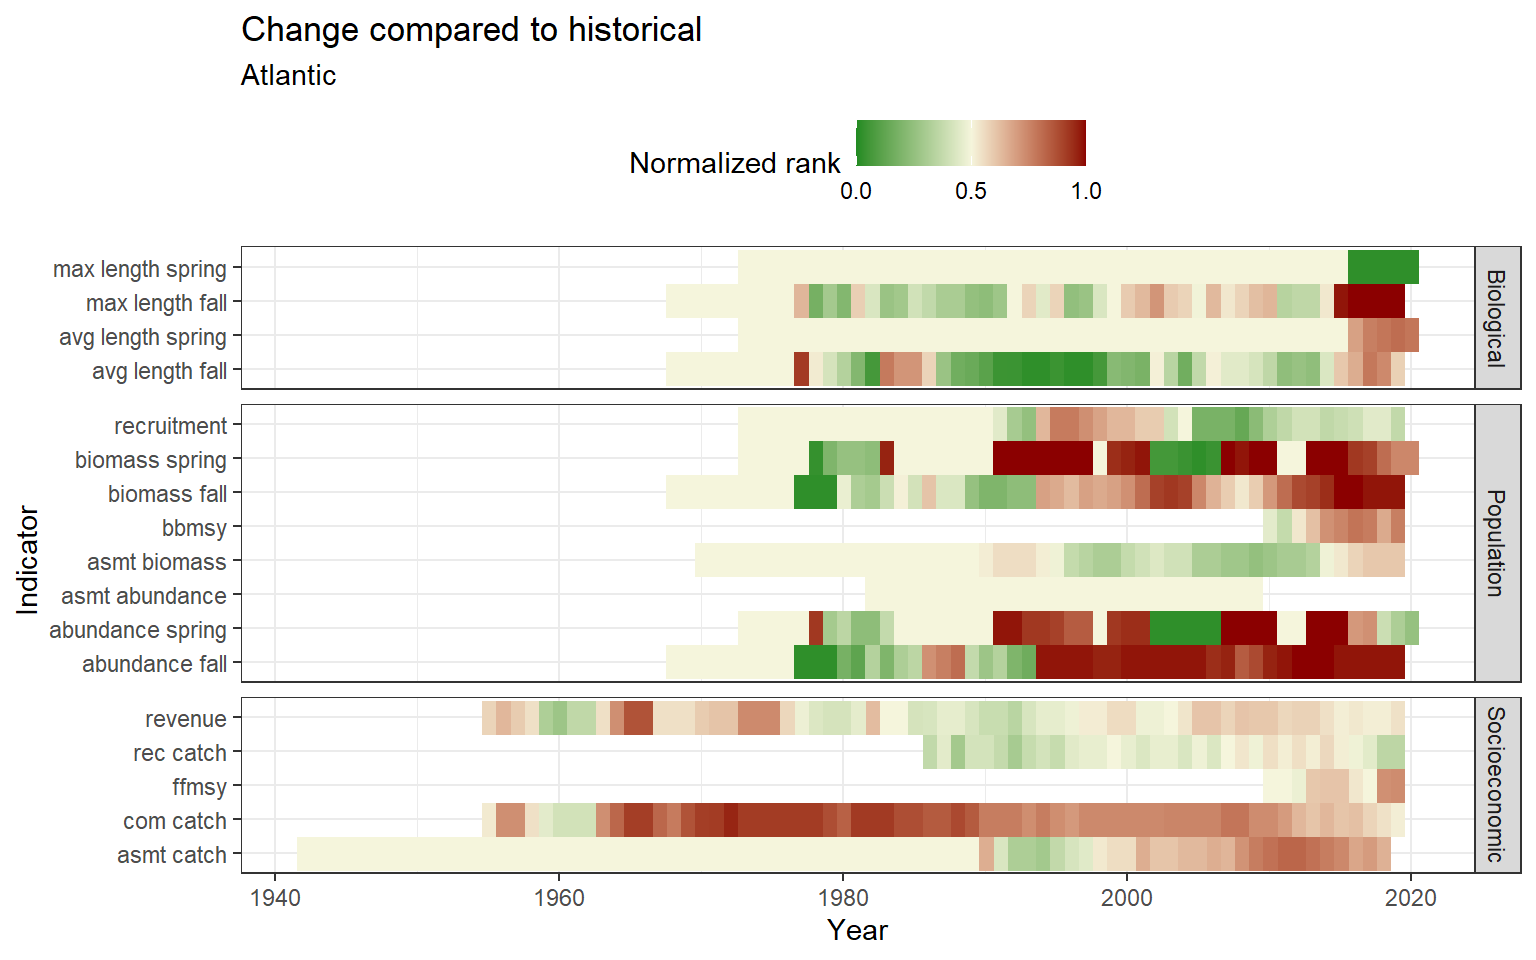 Change compared to historical
Atlantic
Normalized rank
0.0 0.5 1.0
max length spring
max length fall
avg length spring
avg length fall
Biological
recruitment
biomass spring
biomass fall
bbmsy
asmt biomass
asmt abundance
abundance spring
abundance fall
Population
Indicator
revenue
rec catch
ffmsy
com catch
asmt catch
Socioeconomic
1940 1960 1980 2000 2020
Year